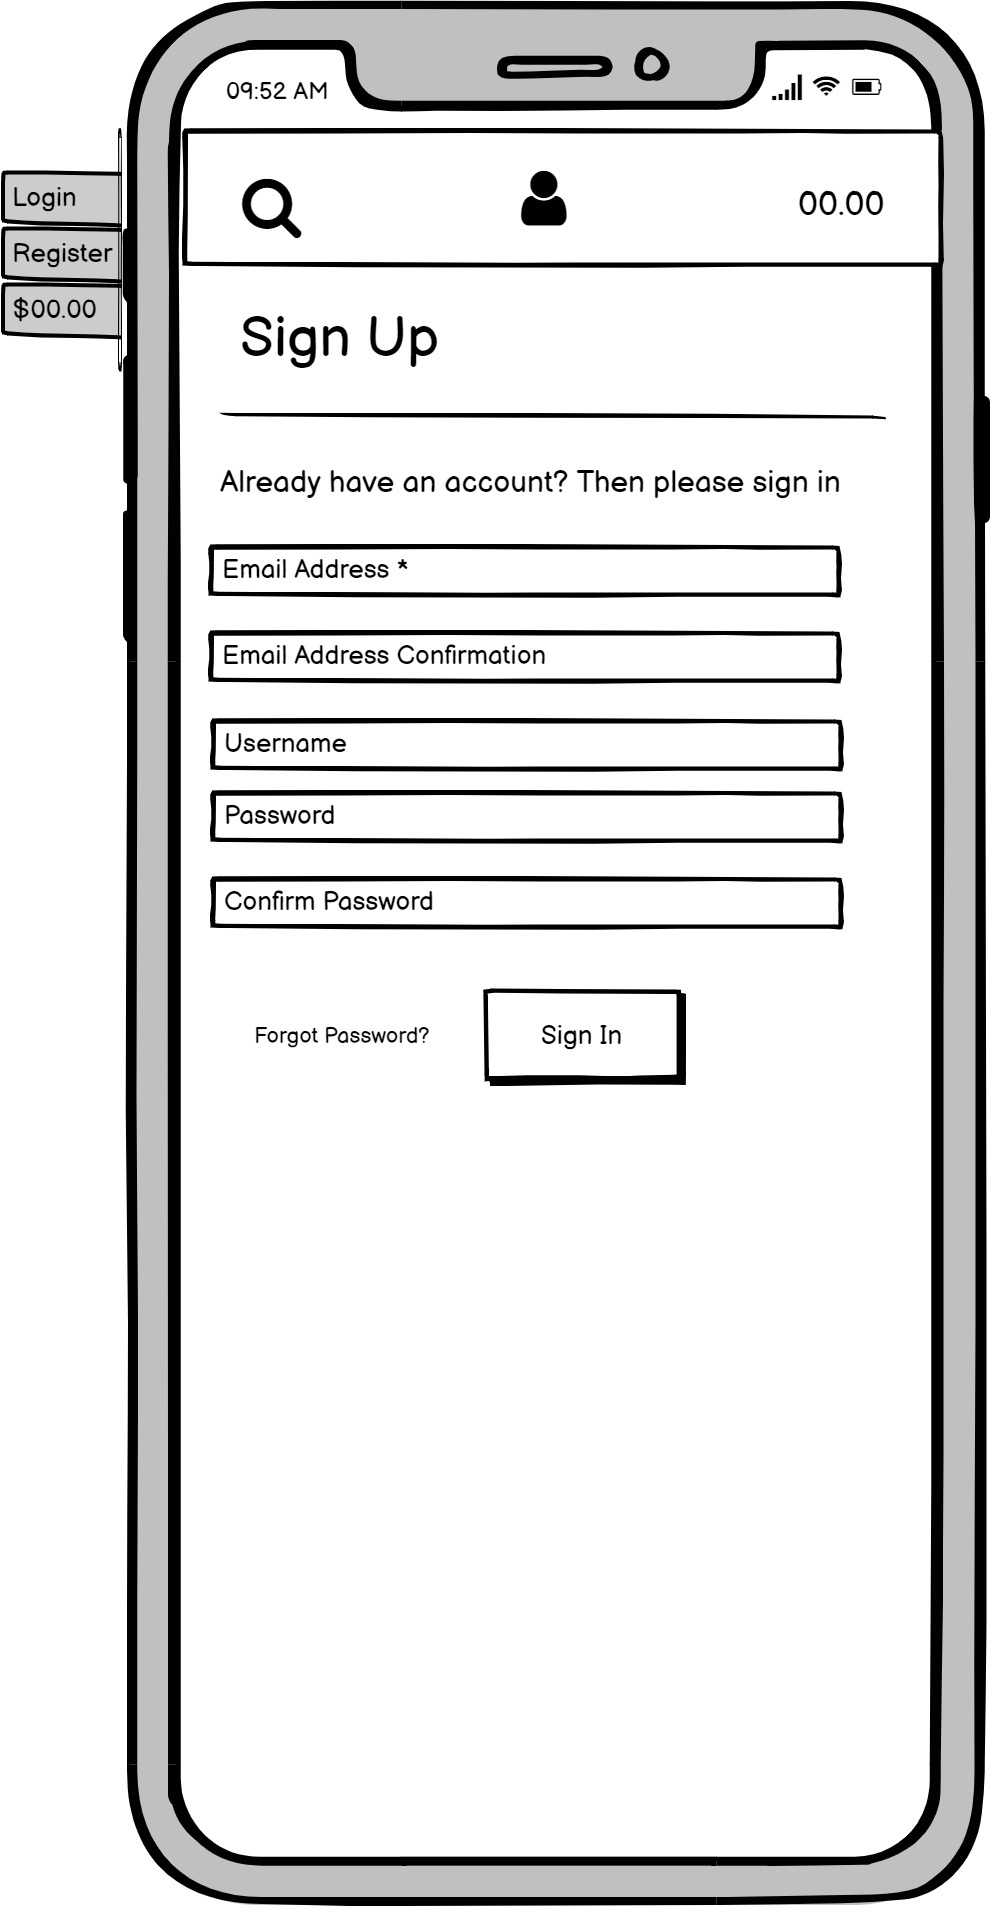 09:52 AM
Login
Register
$00.00
00.00
Sign Up
Already have an account? Then please sign in
Email Address *
Email Address Confirmation
Username
Password
Confirm Password
Forgot Password?
Sign In